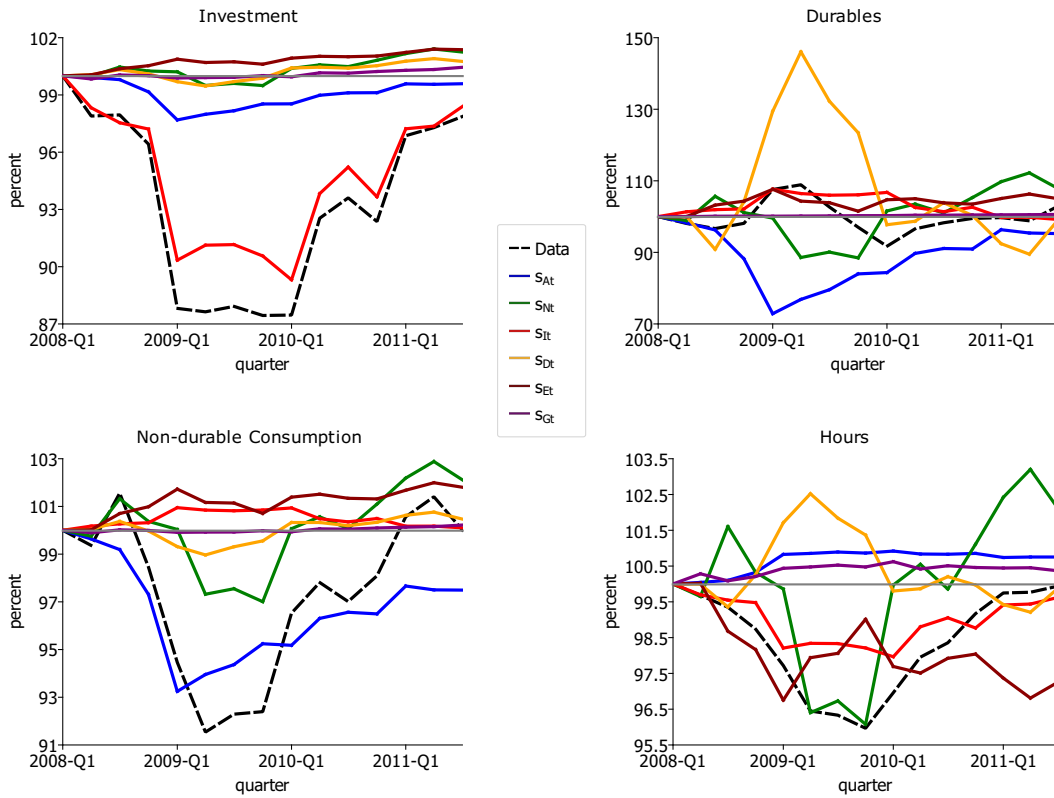 Investment
102
99
96
93
90
87
percent
2008-Q1 2009-Q1 2010-Q1 2011-Q1
quarter
Durables
150
130
110
90
70
percent
2008-Q1 2009-Q1 2010-Q1 2011-Q1
quarter
Data
sAt
sNt
sIt
sDt
sEt
sGt
Non-durable Consumption
103
101
99
97
95
93
91
percent
2008-Q1 2009-Q1 2010-Q1 2011-Q1
quarter
Hours
103.5
102.5
101.5
100.5
99.5
98.5
97.5
96.5
95.5
percent
2008-Q1 2009-Q1 2010-Q1 2011-Q1
quarter